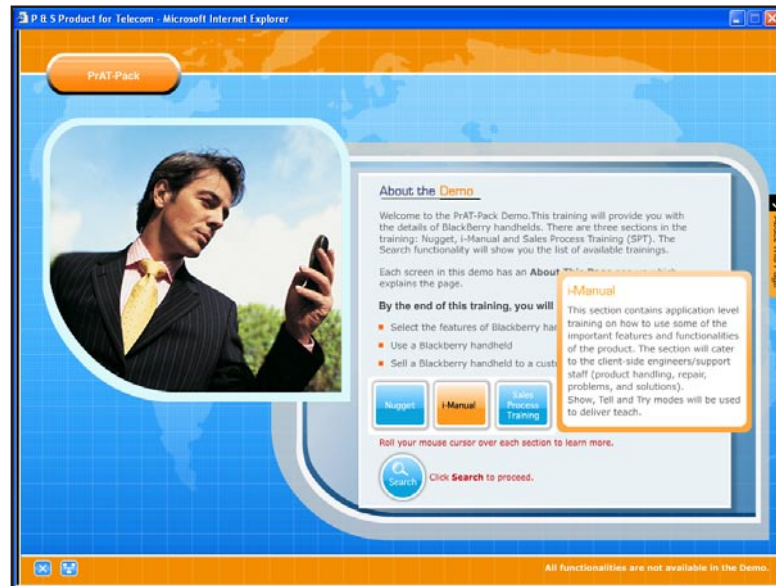 P & S Product for Telecom - Microsoft Internet Explorer
PrAT-Pack
About the Demo
Welcome to the PrAT-Pack Demo.This training will provide you with
the details of BlackBerry handhelds. There are three sections in the
training: Nugget, i-Manual and Sales Process Training (SPT). The
Search functionality will show you the list of available trainings.
Each screen in this demo has an About This Page
explains the page.
By the end of this training, you will
Select the features of Blackberry
Use a Blackberry handheld
Sell a Blackberry handheld to a
i-Manual
This section contains application level
training on how to use some of the
important features and functionalities
of the product. The section will cater
to the client-side engineers/support
staff (product handling, repair,
problems, and solutions).
Show, Tell and Try modes will be used
to deliver teach.
Nugget
i-Manual
Sales
Process
Training
Roll your mouse cursor over each section to learn more.
Search
Click Search to proceed.
All functionalities are not available in the Demo.